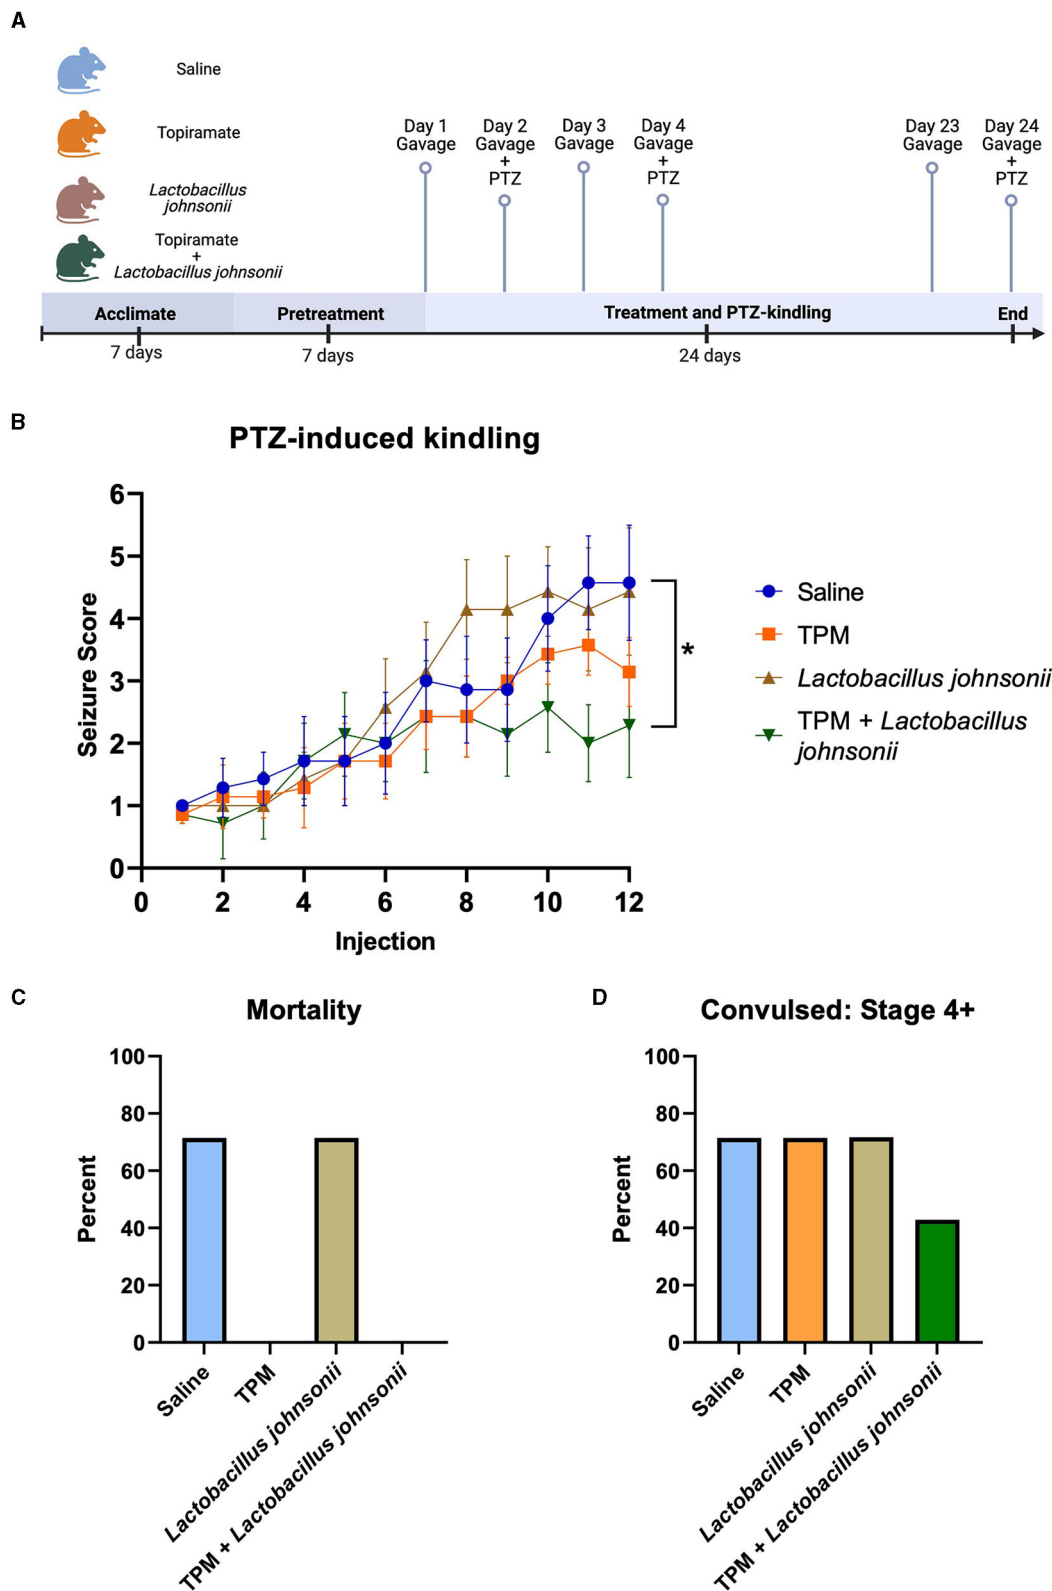 A
Saline
Topiramate
Lactobacillus
johnsonii
Topiramate
+
Lactobacillus johnsonii
Day 1
Gavage
Day 2
Gavage
+
PTZ
Day 3
Gavage
Day 4
Gavage
+
PTZ
Day 23
Gavage
Day 24
Gavage
+
PTZ
Acclimate
Pretreatment
Treatment and PTZ-kindling
End
7 days
7 days
24 days
B
PTZ-induced kindling
Seizure Score
6
5
4
3
2
1
0
0 2 4 6 8 10 12
Injection
*
Saline
TPM
Lactobacillus johnsonii
TPM + Lactobacillus
johnsonii
C
Mortality
Percent
100
80
60
40
20
0
Saline
TPM
Lactobacillus johnsonii
TPM + Lactobacillus johnsonii
D
Convulsed: Stage 4+
Percent
100
80
60
40
20
0
Saline
TPM
Lactobacillus johnsonii
TPM + Lactobacillus johnsonii